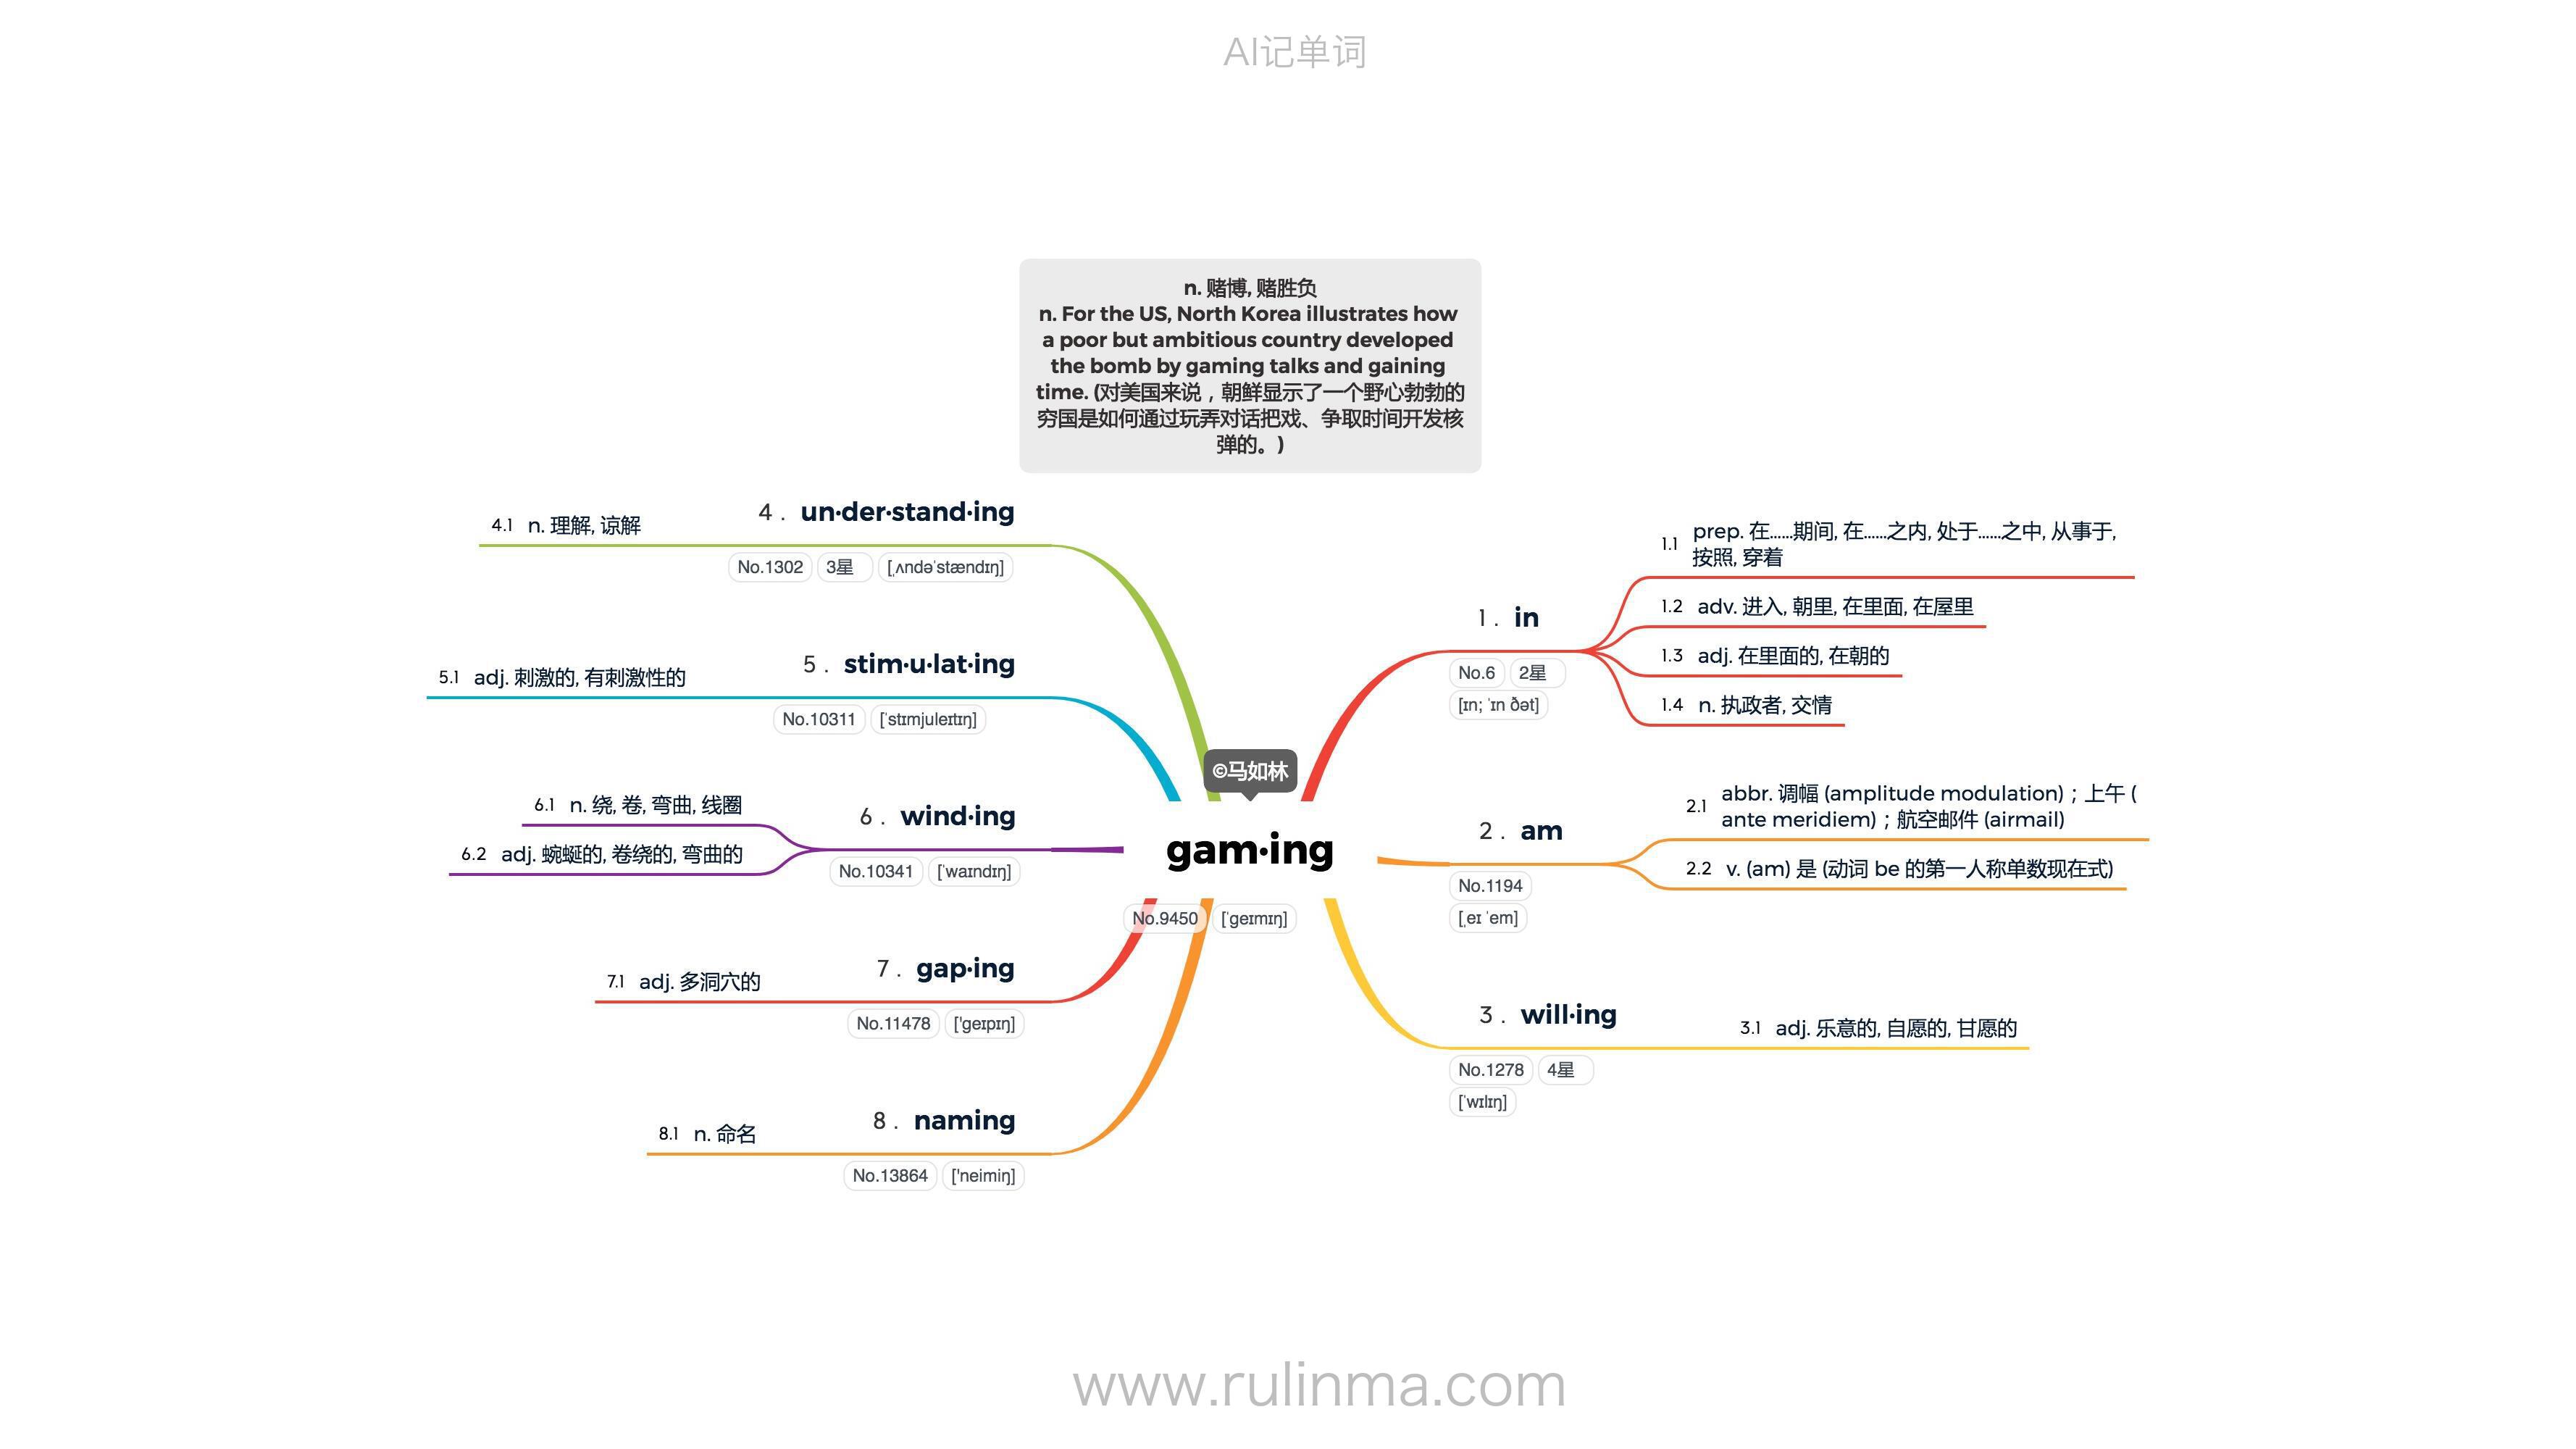 AI记单词
n. 赌博, 赌胜负
n. For the US, North Korea illustrates how
a poor but ambitious country developed
the bomb by gaming talks and gaining
time. (对美国来说，朝鲜显示了一个野心勃勃的
穷国是如何通过玩弄对话把戏、争取时间开发核
弹的。)
©马如林
gam·ing
No.9450 [ˈɡeɪmɪŋ]
1 . in
No.6 2星
[ɪn; ˈɪn ðət]
1.1 prep. 在……期间, 在……之内, 处于……之中, 从事于,
按照, 穿着
1.2 adv. 进入, 朝里, 在里面, 在屋里
1.3 adj. 在里面的, 在朝的
1.4 n. 执政者, 交情
2 . am
No.1194
[ˌeɪ ˈem]
2.1 abbr. 调幅 (amplitude modulation)；上午 (
ante meridiem)；航空邮件 (airmail)
2.2 v. (am) 是 (动词 be 的第一人称单数现在式)
3 . will·ing
No.1278 4星
[ˈwɪlɪŋ]
3.1 adj. 乐意的, 自愿的, 甘愿的
4 . un·der·stand·ing
No.1302 3星 [ˌʌndəˈstændɪŋ]
4.1 n. 理解, 谅解
5 . stim·u·lat·ing
No.10311 [ˈstɪmjuleɪtɪŋ]
5.1 adj. 刺激的, 有刺激性的
6 . wind·ing
No.10341 [ˈwaɪndɪŋ]
6.1 n. 绕, 卷, 弯曲, 线圈
6.2 adj. 蜿蜒的, 卷绕的, 弯曲的
7 . gap·ing
No.11478 ['geɪpɪŋ]
7.1 adj. 多洞穴的
8 . naming
No.13864 ['neimiŋ]
8.1 n. 命名
www.rulinma.com